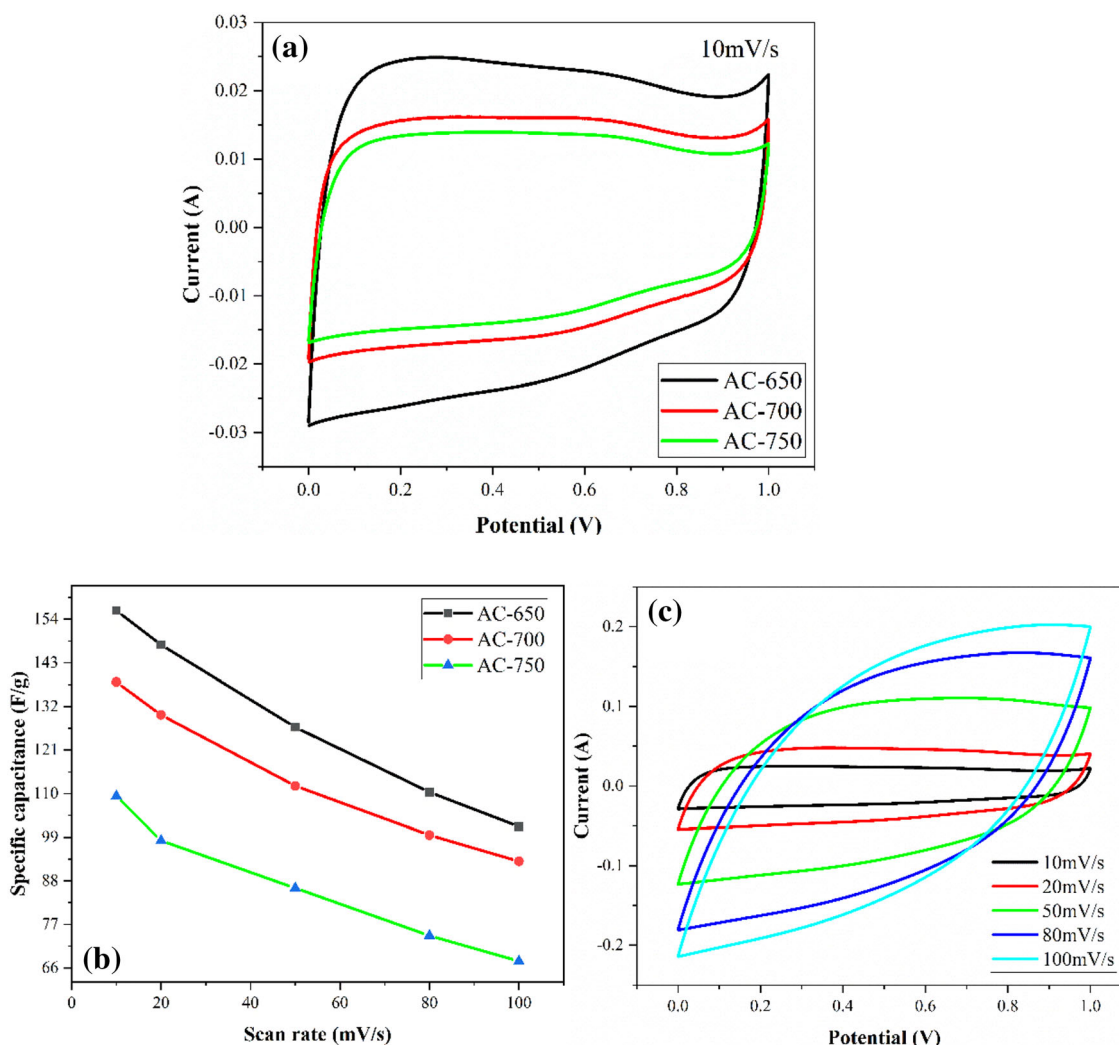 (a)
10mV/s
0.03
0.02
0.01
0.00
-0.01
-0.02
-0.03
Current (A)
AC-650
AC-700
AC-750
0.0 0.2 0.4 0.6 0.8 1.0
Potential (V)
154
143
132
121
110
99
88
77
66
Specific capacitance (F/g)
AC-650
AC-700
AC-750
(b)
0 20 40 60 80 100
Scan rate (mV/s)
(c)
0.2
0.1
0.0
-0.1
-0.2
Current (A)
10mV/s
20mV/s
50mV/s
80mV/s
100mV/s
0.0 0.2 0.4 0.6 0.8 1.0
Potential (V)